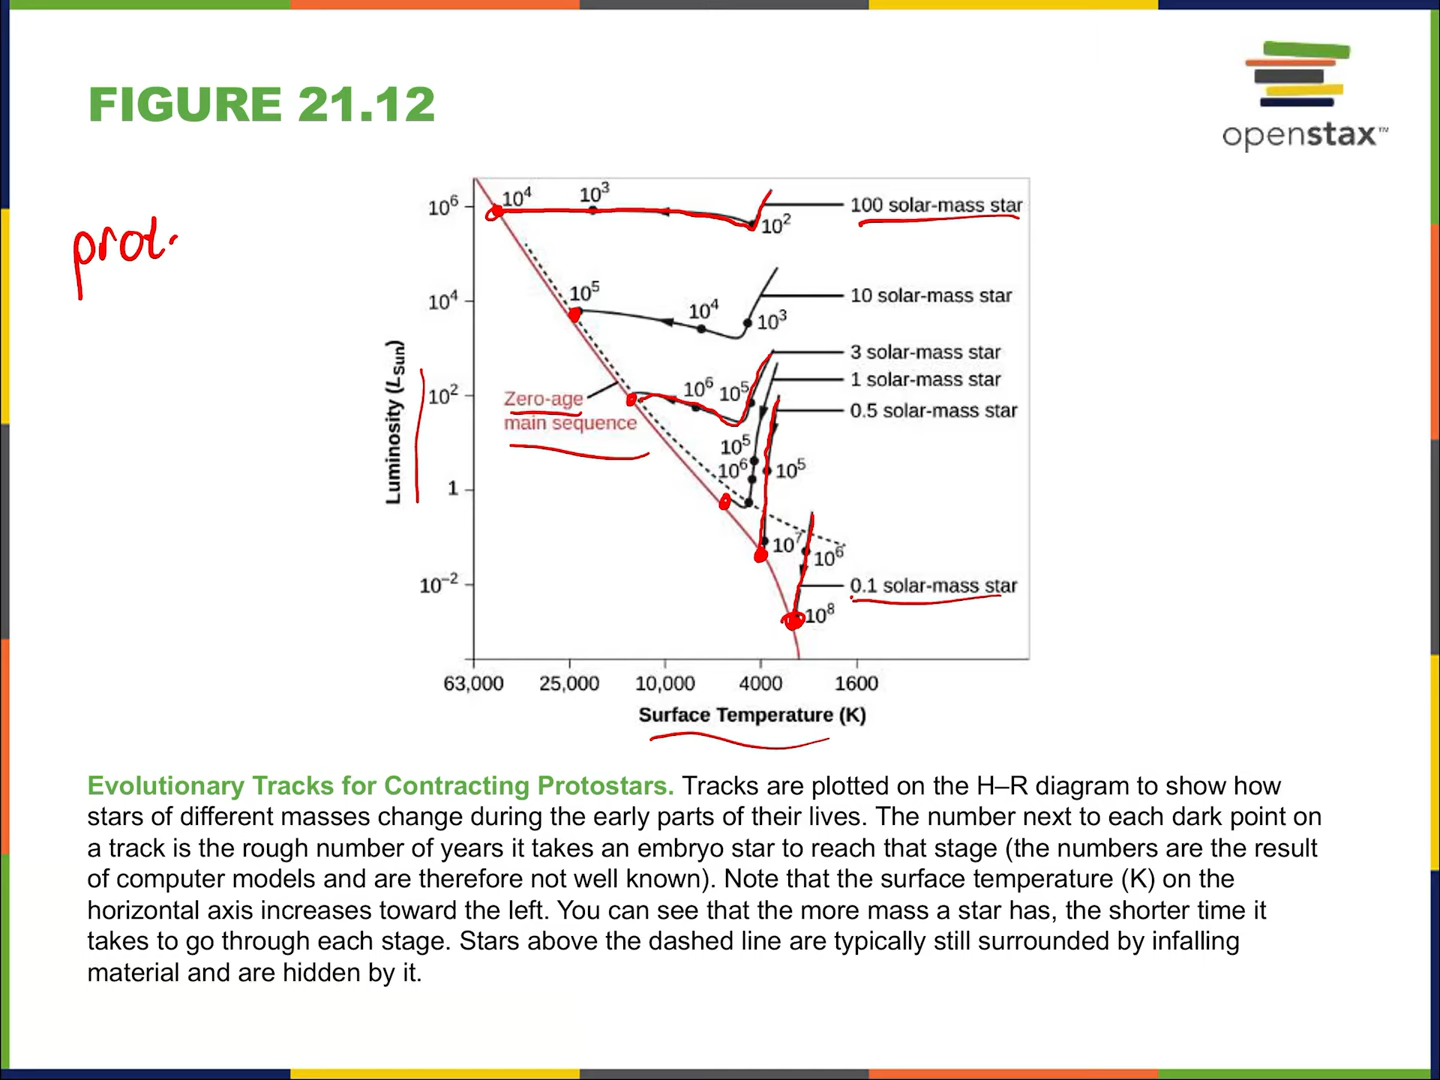 FIGURE 21.12
openstax™
prot
10⁶
10⁴
10²
1
10⁻²
Luminosity (L_Sun)
10⁴
10³
10²
100 solar-mass star
10⁵
10⁴
10³
10 solar-mass star
3 solar-mass star
1 solar-mass star
0.5 solar-mass star
10⁶
10⁵
Zero-age
main sequence
10⁵
10⁶
10⁵
10⁷
10⁶
0.1 solar-mass star
10⁸
63,000
25,000
10,000
4000
1600
Surface Temperature (K)
Evolutionary Tracks for Contracting Protostars. Tracks are plotted on the H–R diagram to show how
stars of different masses change during the early parts of their lives. The number next to each dark point on
a track is the rough number of years it takes an embryo star to reach that stage (the numbers are the result
of computer models and are therefore not well known). Note that the surface temperature (K) on the
horizontal axis increases toward the left. You can see that the more mass a star has, the shorter time it
takes to go through each stage. Stars above the dashed line are typically still surrounded by infalling
material and are hidden by it.